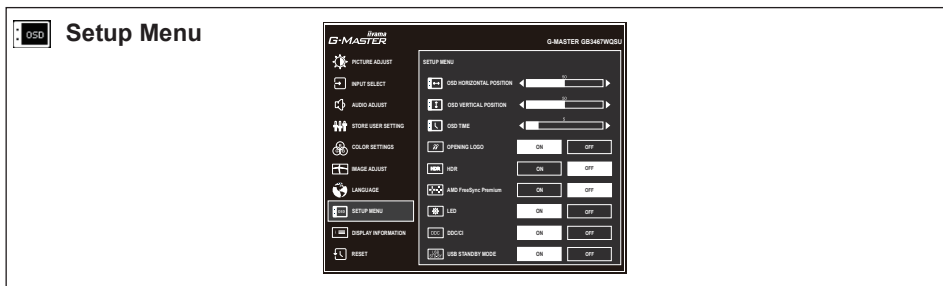 OSD Setup Menu
iiyama
G-MASTER G-MASTER GB3467WQSU
PICTURE ADJUST SETUP MENU
INPUT SELECT OSD HORIZONTAL POSITION 50
AUDIO ADJUST OSD VERTICAL POSITION 50
STORE USER SETTING OSD TIME
COLOR SETTINGS OPENING LOGO ON OFF
IMAGE ADJUST HDR HDR ON OFF
LANGUAGE AMD FreeSync Premium ON OFF
OSD SETUP MENU LED ON OFF
DISPLAY INFORMATION DDC DDC/CI ON OFF
RESET USB USB STANDBY MODE ON OFF